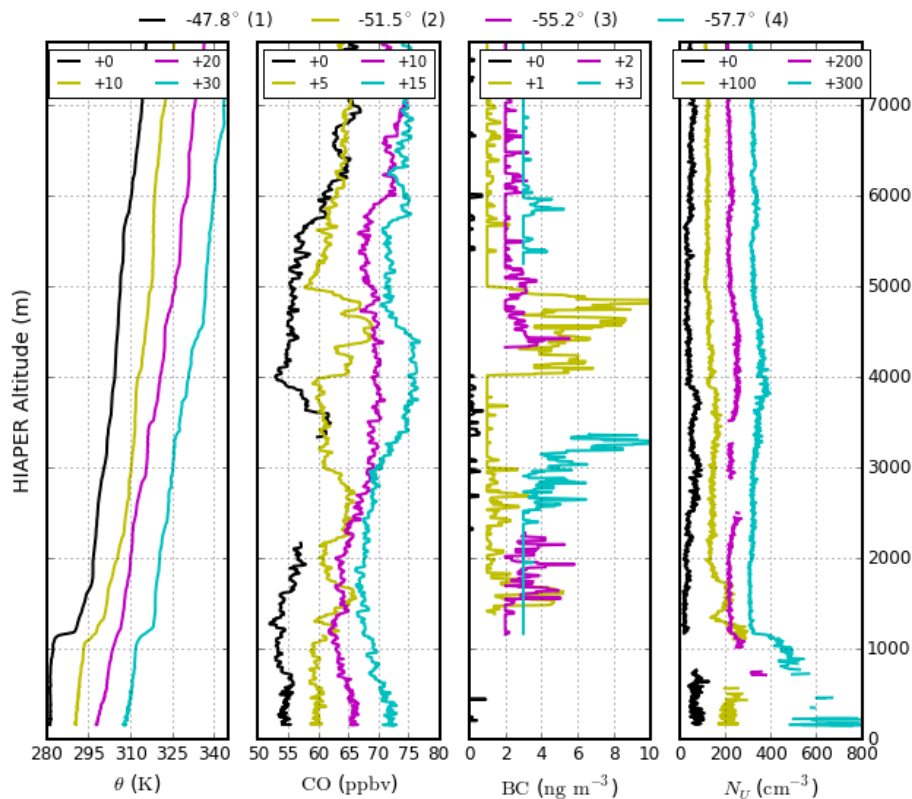 -47.8° (1) -51.5° (2) -55.2° (3) -57.7° (4)
+0 +20
+10 +30
+0 +10
+5 +15
+0 +2
+1 +3
+0 +200
+100 +300
HIAPER Altitude (m)
7000
6000
5000
4000
3000
2000
1000
0
280 295 310 325 340
50 55 60 65 70 75 80
0 2 4 6 8 10
0 200 400 600 800
θ (K)
CO (ppbv)
BC (ng m⁻³)
N_U (cm⁻³)